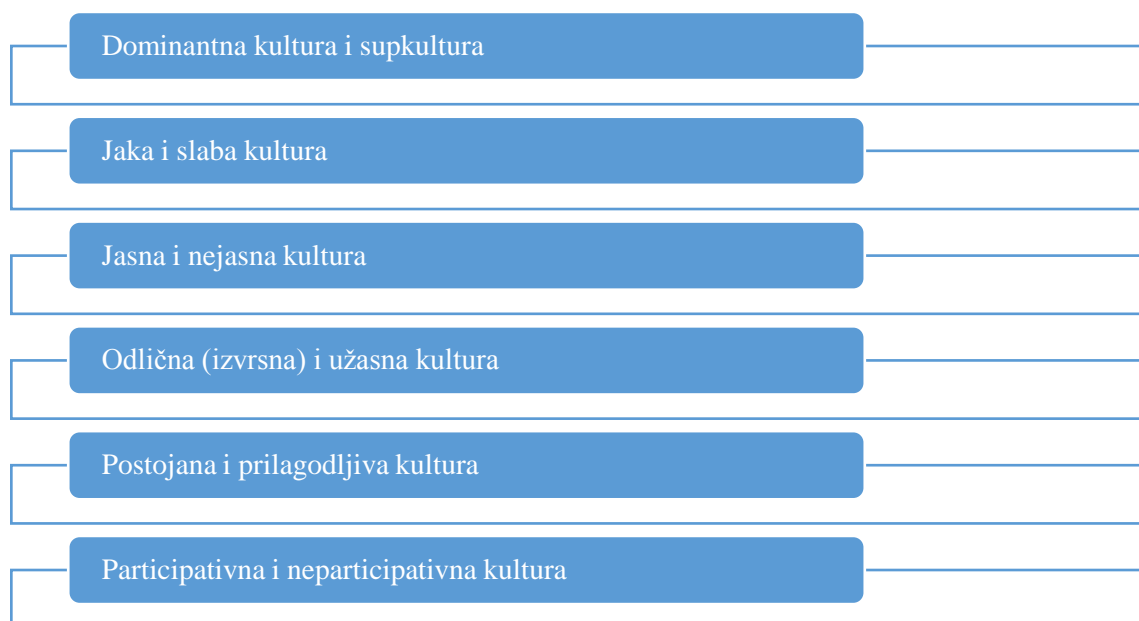 Dominantna kultura i supkultura
Jaka i slaba kultura
Jasna i nejasna kultura
Odlična (izvrsna) i užasna kultura
Postojana i prilagodljiva kultura
Participativna i neparticipativna kultura